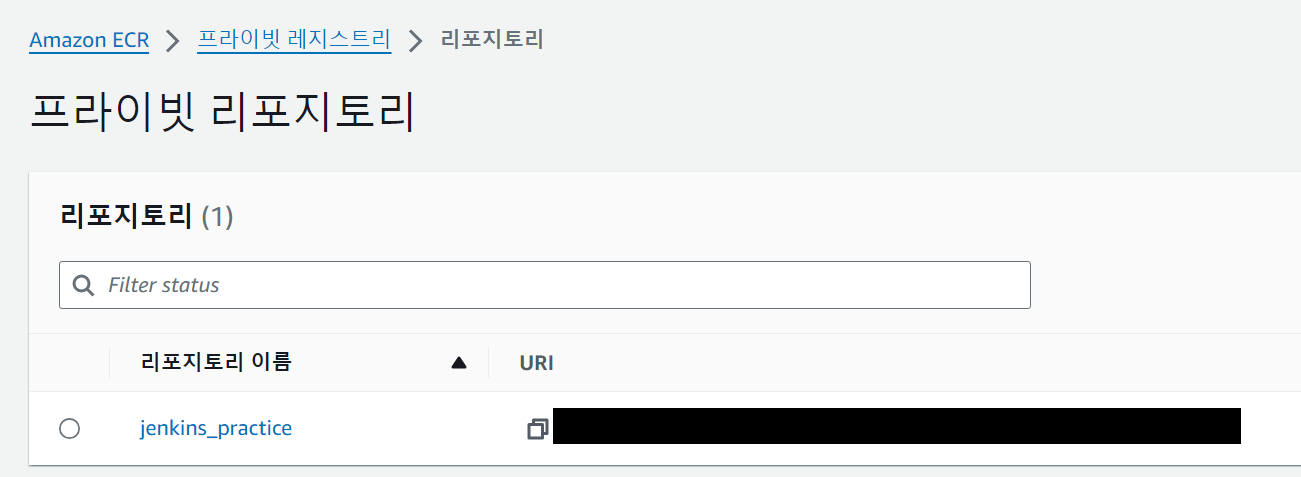 Amazon ECR > 프라이빗 레지스트리 > 리포지토리
프라이빗 리포지토리
리포지토리 (1)
Filter status
리포지토리 이름 ▲ URI
jenkins_practice